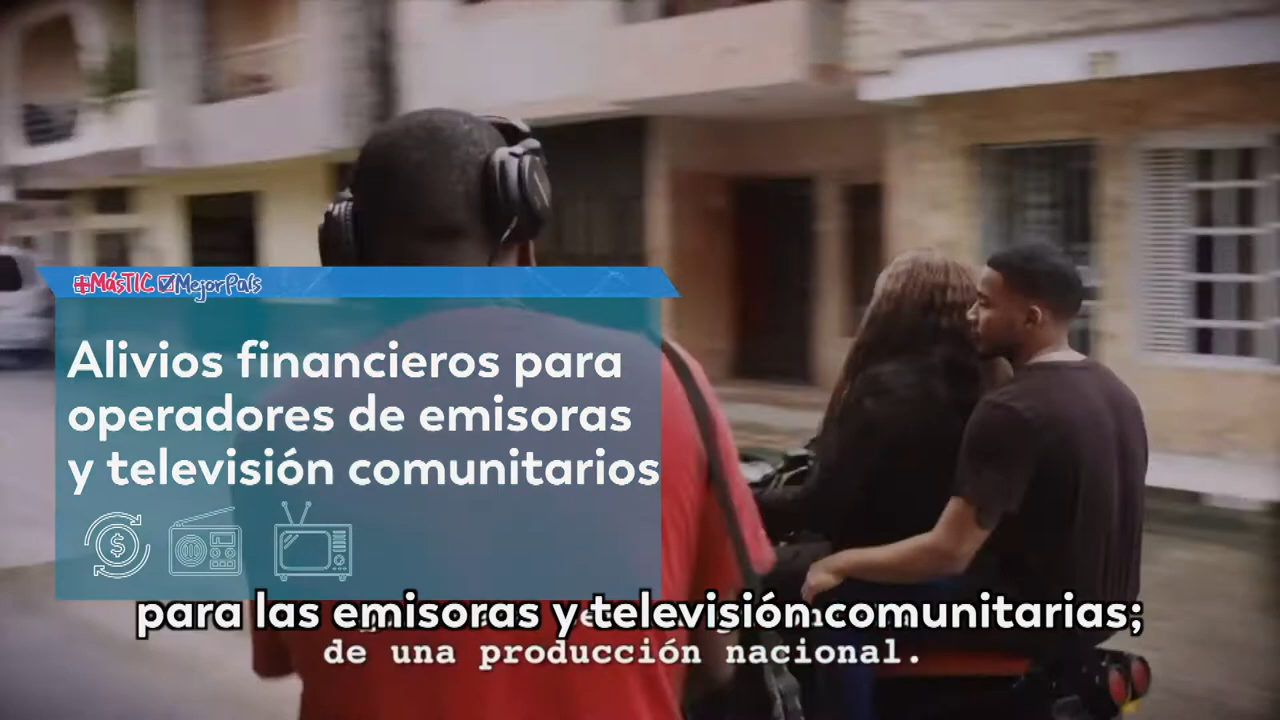 #MásTIC MejorPaís
Alivios financieros para
operadores de emisoras
y televisión comunitarios
para las emisoras y televisión comunitarias;
de una producción nacional.